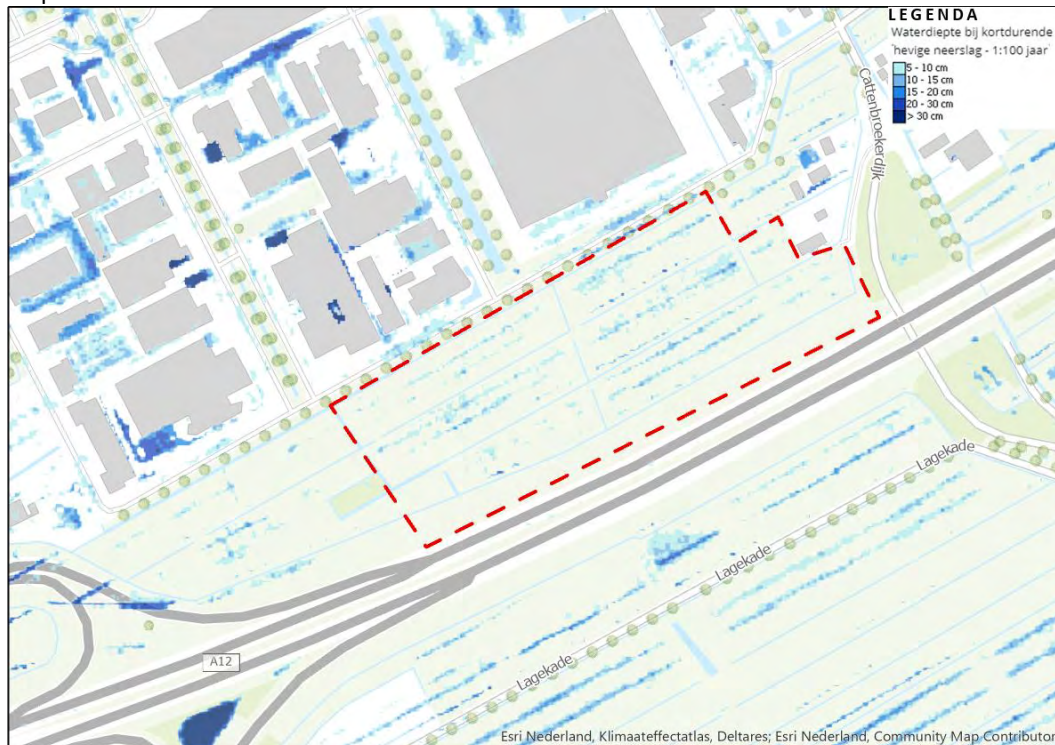 LEGENDA
Waterdiepte bij kortdurende
hevige neerslag - 1:100 jaar
5 - 10 cm
10 - 15 cm
15 - 20 cm
20 - 30 cm
> 30 cm
Cattenbroekerdijk
Lagekade
Lagekade
Lagekade
A12
Esri Nederland, Klimaateffectatlas, Deltares; Esri Nederland, Community Map Contributor